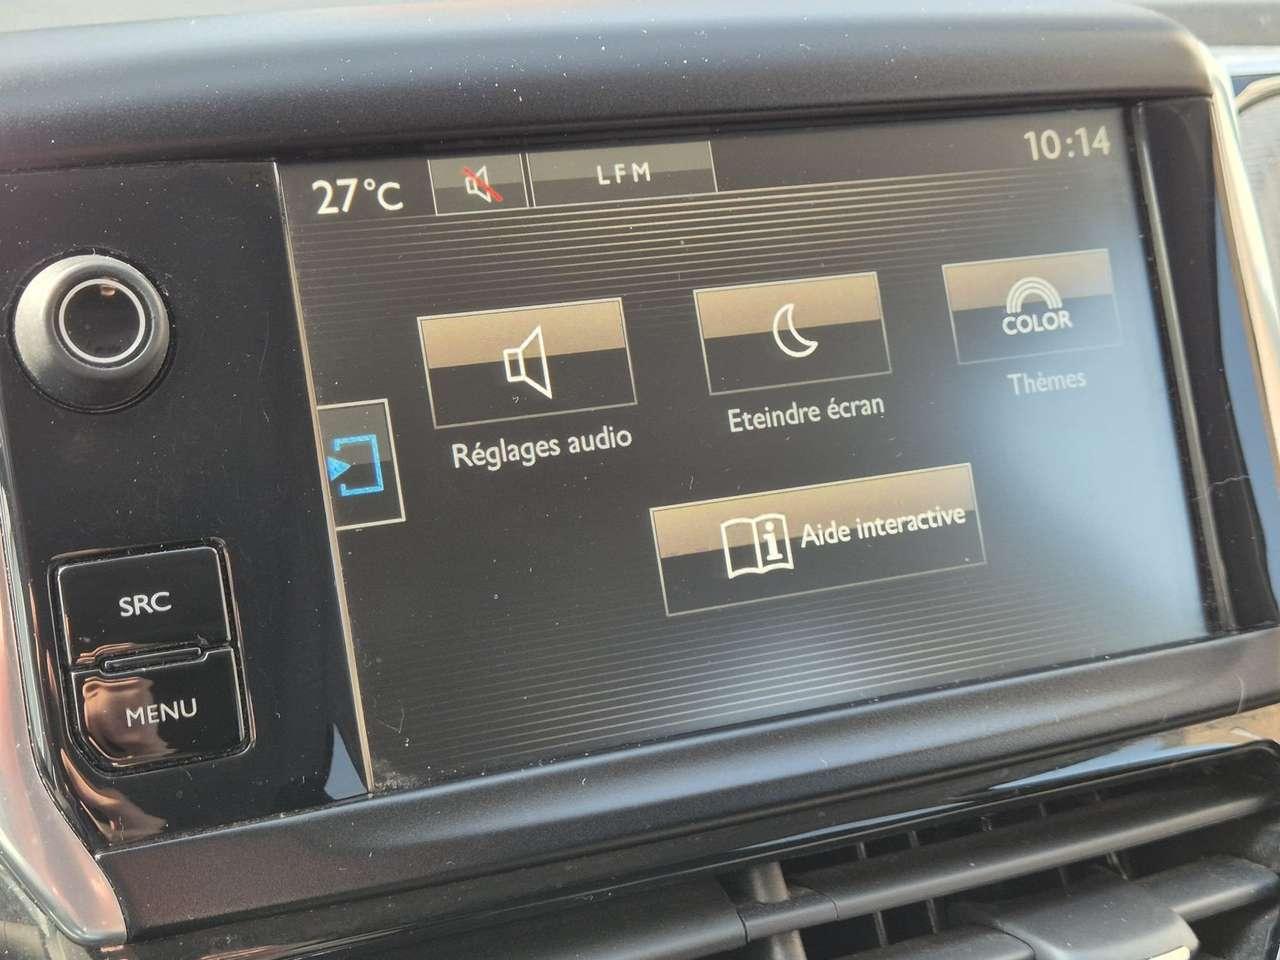 27°C
LFM
10:14
Réglages audio
Eteindre écran
COLOR
Thèmes
Aide interactive
SRC
MENU